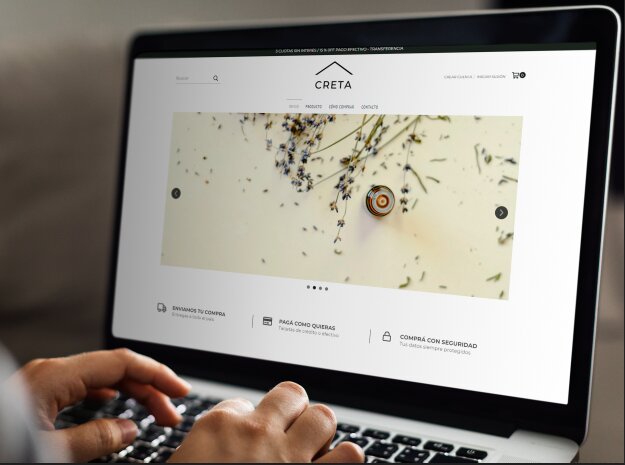 3 CUOTAS SIN INTERÉS / 15 % OFF PAGO EFECTIVO - TRANSFERENCIA
Buscar
CRETA
CREAR CUENTA / INICIAR SESIÓN
0
INICIO PRODUCTO CÓMO COMPRAR CONTACTO
ENVIAMOS TU COMPRA
Entregas a todo el país
PAGÁ COMO QUIERAS
Tarjetas de crédito o efectivo
COMPRÁ CON SEGURIDAD
Tus datos siempre protegidos